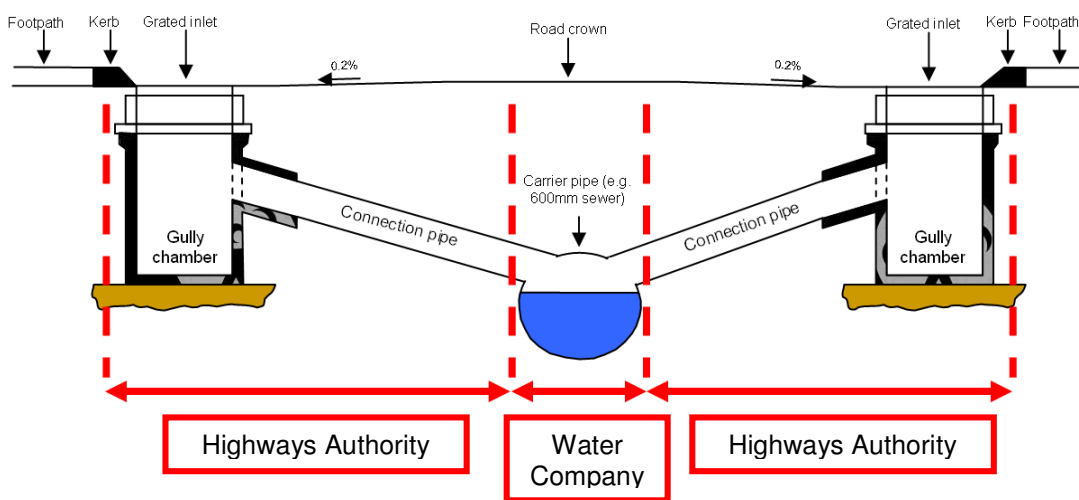 Footpath
Kerb
Grated inlet
Road crown
Grated inlet
Kerb
Footpath
0.2%
0.2%
Carrier pipe (e.g.
600mm sewer)
Connection pipe
Connection pipe
Gully
chamber
Gully
chamber
Highways Authority
Water
Company
Highways Authority